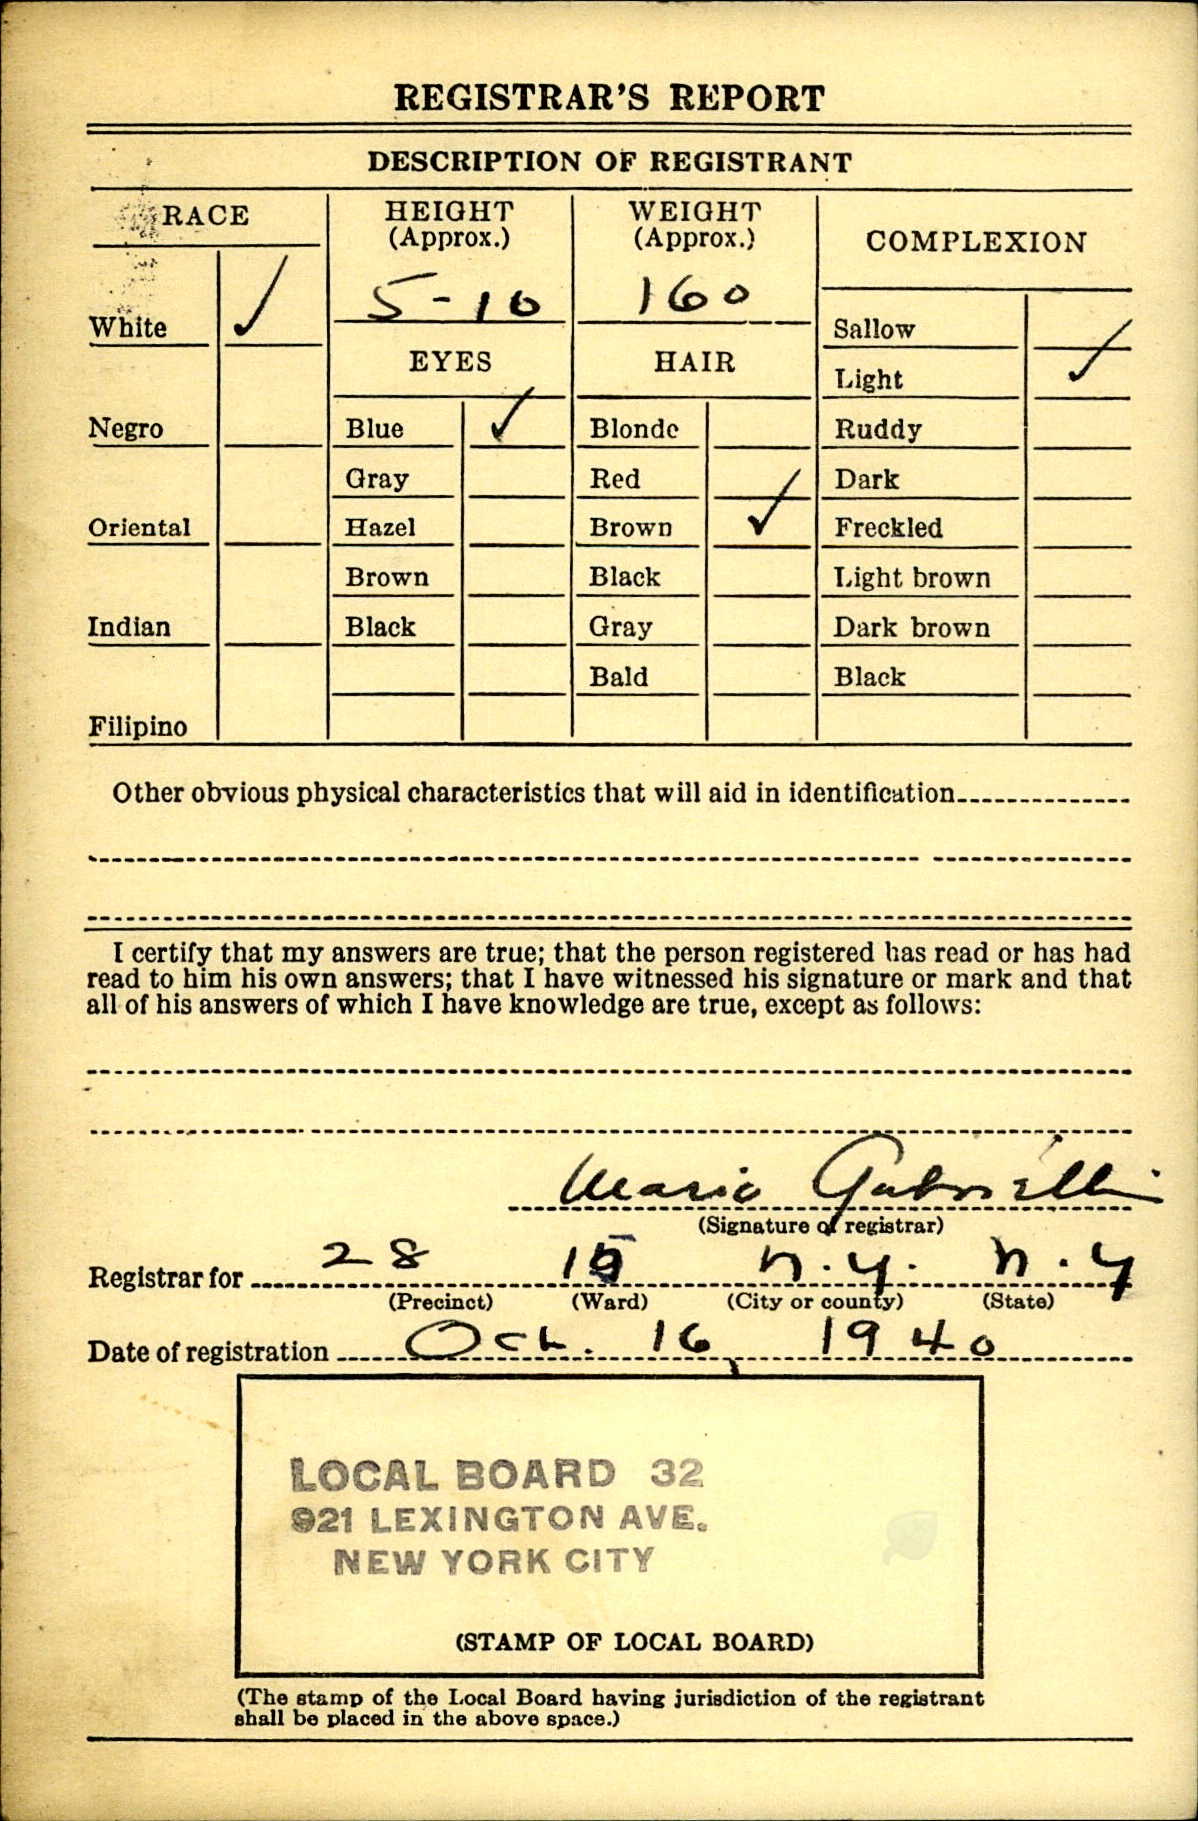 REGISTRAR'S REPORT
DESCRIPTION OF REGISTRANT
RACE HEIGHT (Approx.) WEIGHT (Approx.) COMPLEXION
White ✓ 5-10 160
EYES HAIR Sallow
Light ✓
Negro Blue ✓ Blonde Ruddy
Gray Red Dark
Oriental Hazel Brown ✓ Freckled
Brown Black Light brown
Indian Black Gray Dark brown
Bald Black
Filipino
Other obvious physical characteristics that will aid in identification
I certify that my answers are true; that the person registered has read or has had
read to him his own answers; that I have witnessed his signature or mark and that
all of his answers of which I have knowledge are true, except as follows:
Mario Gabrielli
(Signature of registrar)
Registrar for 28 15 N.Y. N.Y
(Precinct) (Ward) (City or county) (State)
Date of registration Oct. 16, 1940
LOCAL BOARD 32
921 LEXINGTON AVE.
NEW YORK CITY
(STAMP OF LOCAL BOARD)
(The stamp of the Local Board having jurisdiction of the registrant
shall be placed in the above space.)